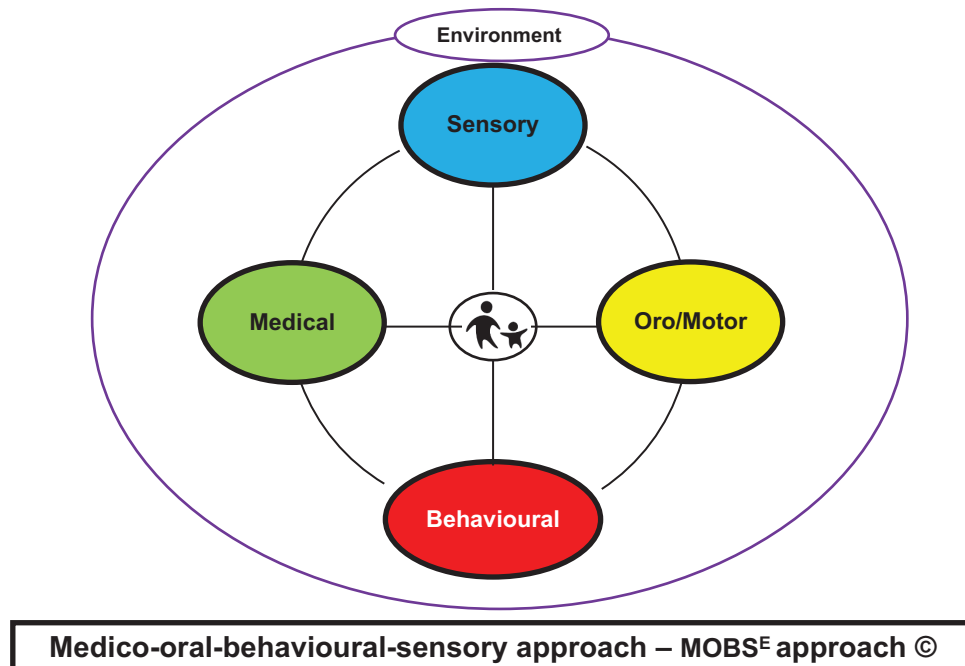 Environment
Sensory
Medical
Oro/Motor
Behavioural
Medico-oral-behavioural-sensory approach – MOBSᴱ approach ©